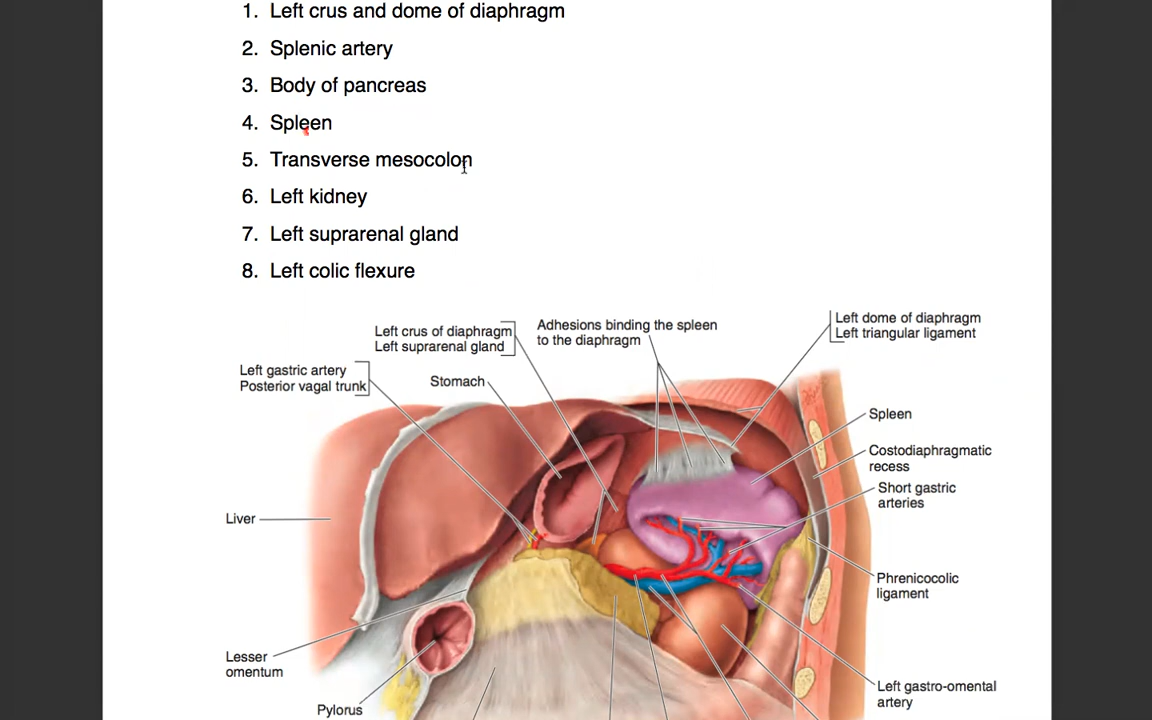 1. Left crus and dome of diaphragm
2. Splenic artery
3. Body of pancreas
4. Spleen
5. Transverse mesocolon
6. Left kidney
7. Left suprarenal gland
8. Left colic flexure
Left crus of diaphragm
Left suprarenal gland
Adhesions binding the spleen
to the diaphragm
Left dome of diaphragm
Left triangular ligament
Left gastric artery
Posterior vagal trunk
Stomach
Spleen
Costodiaphragmatic
recess
Short gastric
arteries
Liver
Phrenicocolic
ligament
Lesser
omentum
Left gastro-omental
artery
Pylorus